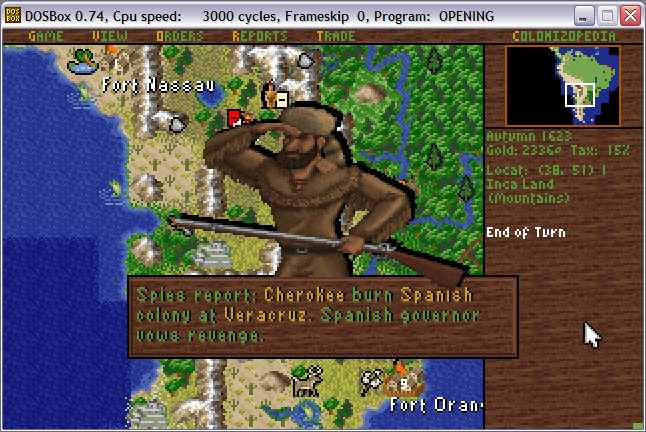 DOS BOX
DOSBox 0.74, Cpu speed: 3000 cycles, Frameskip 0, Program: OPENING
GAME VIEW ORDERS REPORTS TRADE COLONIZOPEDIA
Fort Nassau
Autumn 1623
Gold: 2336 Tax: 15%
Locat: (38, 51) 1
Inca Land
(Mountains)
End of Turn
Spies report: Cherokee burn Spanish
colony at Veracruz. Spanish governor
vows revenge.
Fort Oran